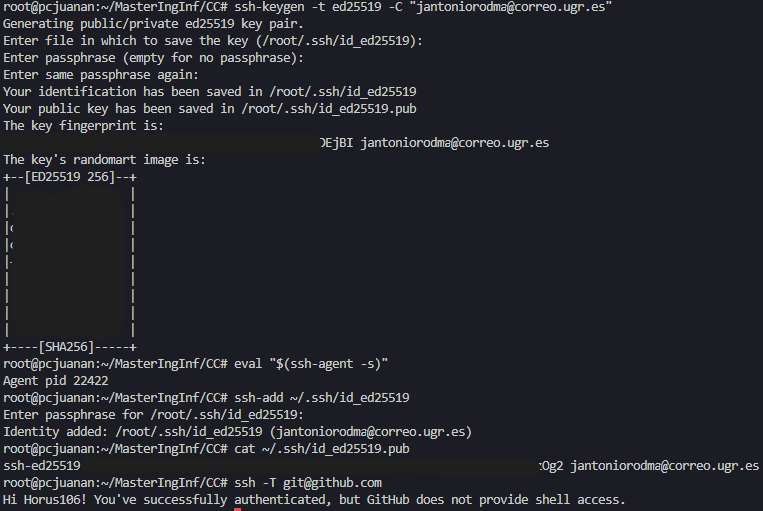 root@pcjuanan:~/MasterIngInf/CC# ssh-keygen -t ed25519 -C "jantoniorodma@correo.ugr.es"
Generating public/private ed25519 key pair.
Enter file in which to save the key (/root/.ssh/id_ed25519):
Enter passphrase (empty for no passphrase):
Enter same passphrase again:
Your identification has been saved in /root/.ssh/id_ed25519
Your public key has been saved in /root/.ssh/id_ed25519.pub
The key fingerprint is:
jantoniorodma@correo.ugr.es
The key's randomart image is:
+--[ED25519 256]--+
+----[SHA256]-----+
root@pcjuanan:~/MasterIngInf/CC# eval "$(ssh-agent -s)"
Agent pid 22422
root@pcjuanan:~/MasterIngInf/CC# ssh-add ~/.ssh/id_ed25519
Enter passphrase for /root/.ssh/id_ed25519:
Identity added: /root/.ssh/id_ed25519 (jantoniorodma@correo.ugr.es)
root@pcjuanan:~/MasterIngInf/CC# cat ~/.ssh/id_ed25519.pub
ssh-ed25519 jantoniorodma@correo.ugr.es
root@pcjuanan:~/MasterIngInf/CC# ssh -T git@github.com
Hi Horus106! You've successfully authenticated, but GitHub does not provide shell access.